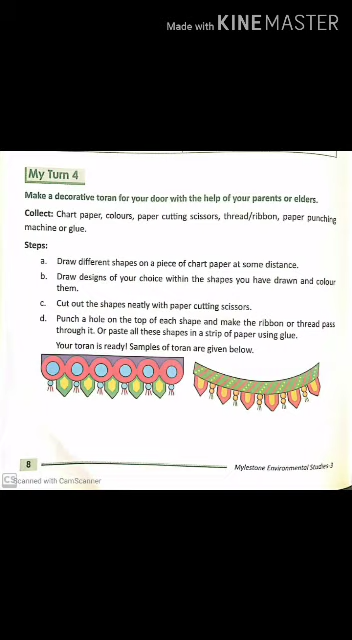 Made with KINEMASTER
My Turn 4
Make a decorative toran for your door with the help of your parents or elders.
Collect: Chart paper, colours, paper cutting scissors, thread/ribbon, paper punching
machine or glue.
Steps:
a. Draw different shapes on a piece of chart paper at some distance.
b. Draw designs of your choice within the shapes you have drawn and colour
them.
c. Cut out the shapes neatly with paper cutting scissors.
d. Punch a hole on the top of each shape and make the ribbon or thread pass
through it. Or paste all these shapes in a strip of paper using glue.
Your toran is ready! Samples of toran are given below.
8
Mylestone Environmental Studies-3
CS Scanned with CamScanner